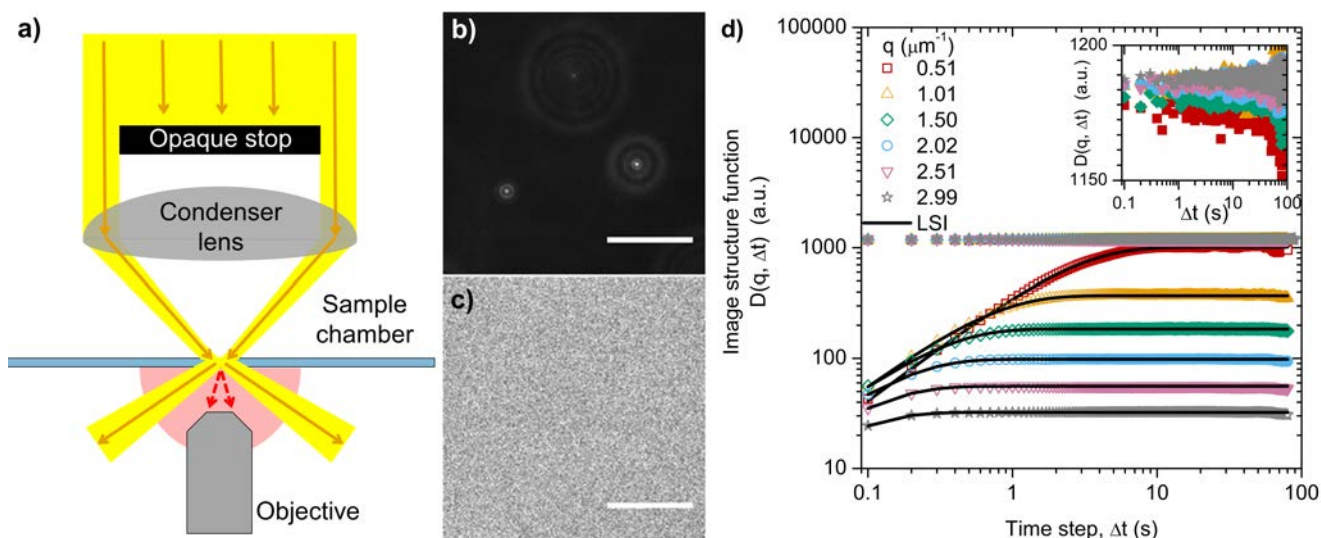 a)
Opaque stop
Condenser
lens
Sample
chamber
Objective
b)
c)
d)
Image structure function
D(q, Δt) (a.u.)
100000
10000
1000
100
10
0.1
1
10
100
Time step, Δt (s)
q (μm⁻¹)
0.51
1.01
1.50
2.02
2.51
2.99
LSI
D(q, Δt) (a.u.)
1200
1150
0.1
1
10
100
Δt (s)